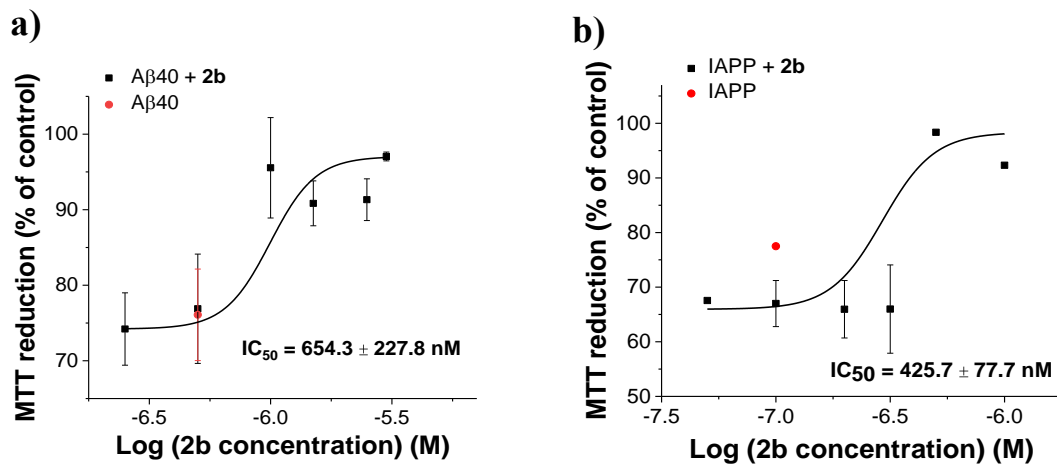 a)
Aβ40 + 2b
Aβ40
MTT reduction (% of control)
100
90
80
70
IC50 = 654.3 ± 227.8 nM
-6.5
-6.0
-5.5
Log (2b concentration) (M)
b)
IAPP + 2b
IAPP
MTT reduction (% of control)
100
90
80
70
60
50
IC50 = 425.7 ± 77.7 nM
-7.5
-7.0
-6.5
-6.0
Log (2b concentration) (M)